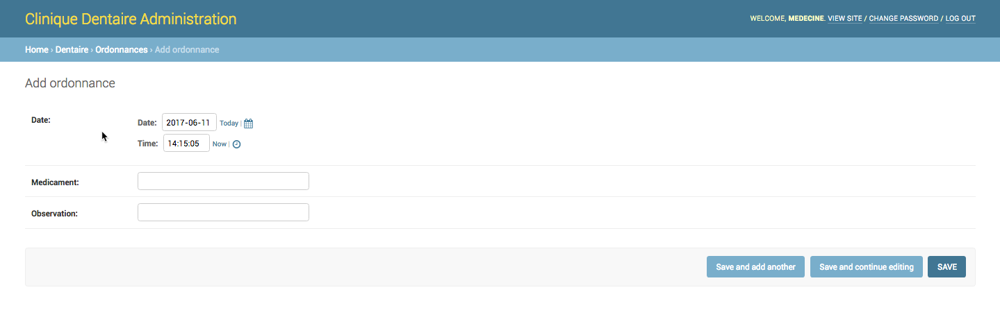 Clinique Dentaire Administration
WELCOME, MEDECINE. VIEW SITE / CHANGE PASSWORD / LOG OUT
Home › Dentaire › Ordonnances › Add ordonnance
Add ordonnance
Date:
Date: 2017-06-11 Today |
Time: 14:15:05 Now |
Medicament:
Observation:
Save and add another Save and continue editing SAVE